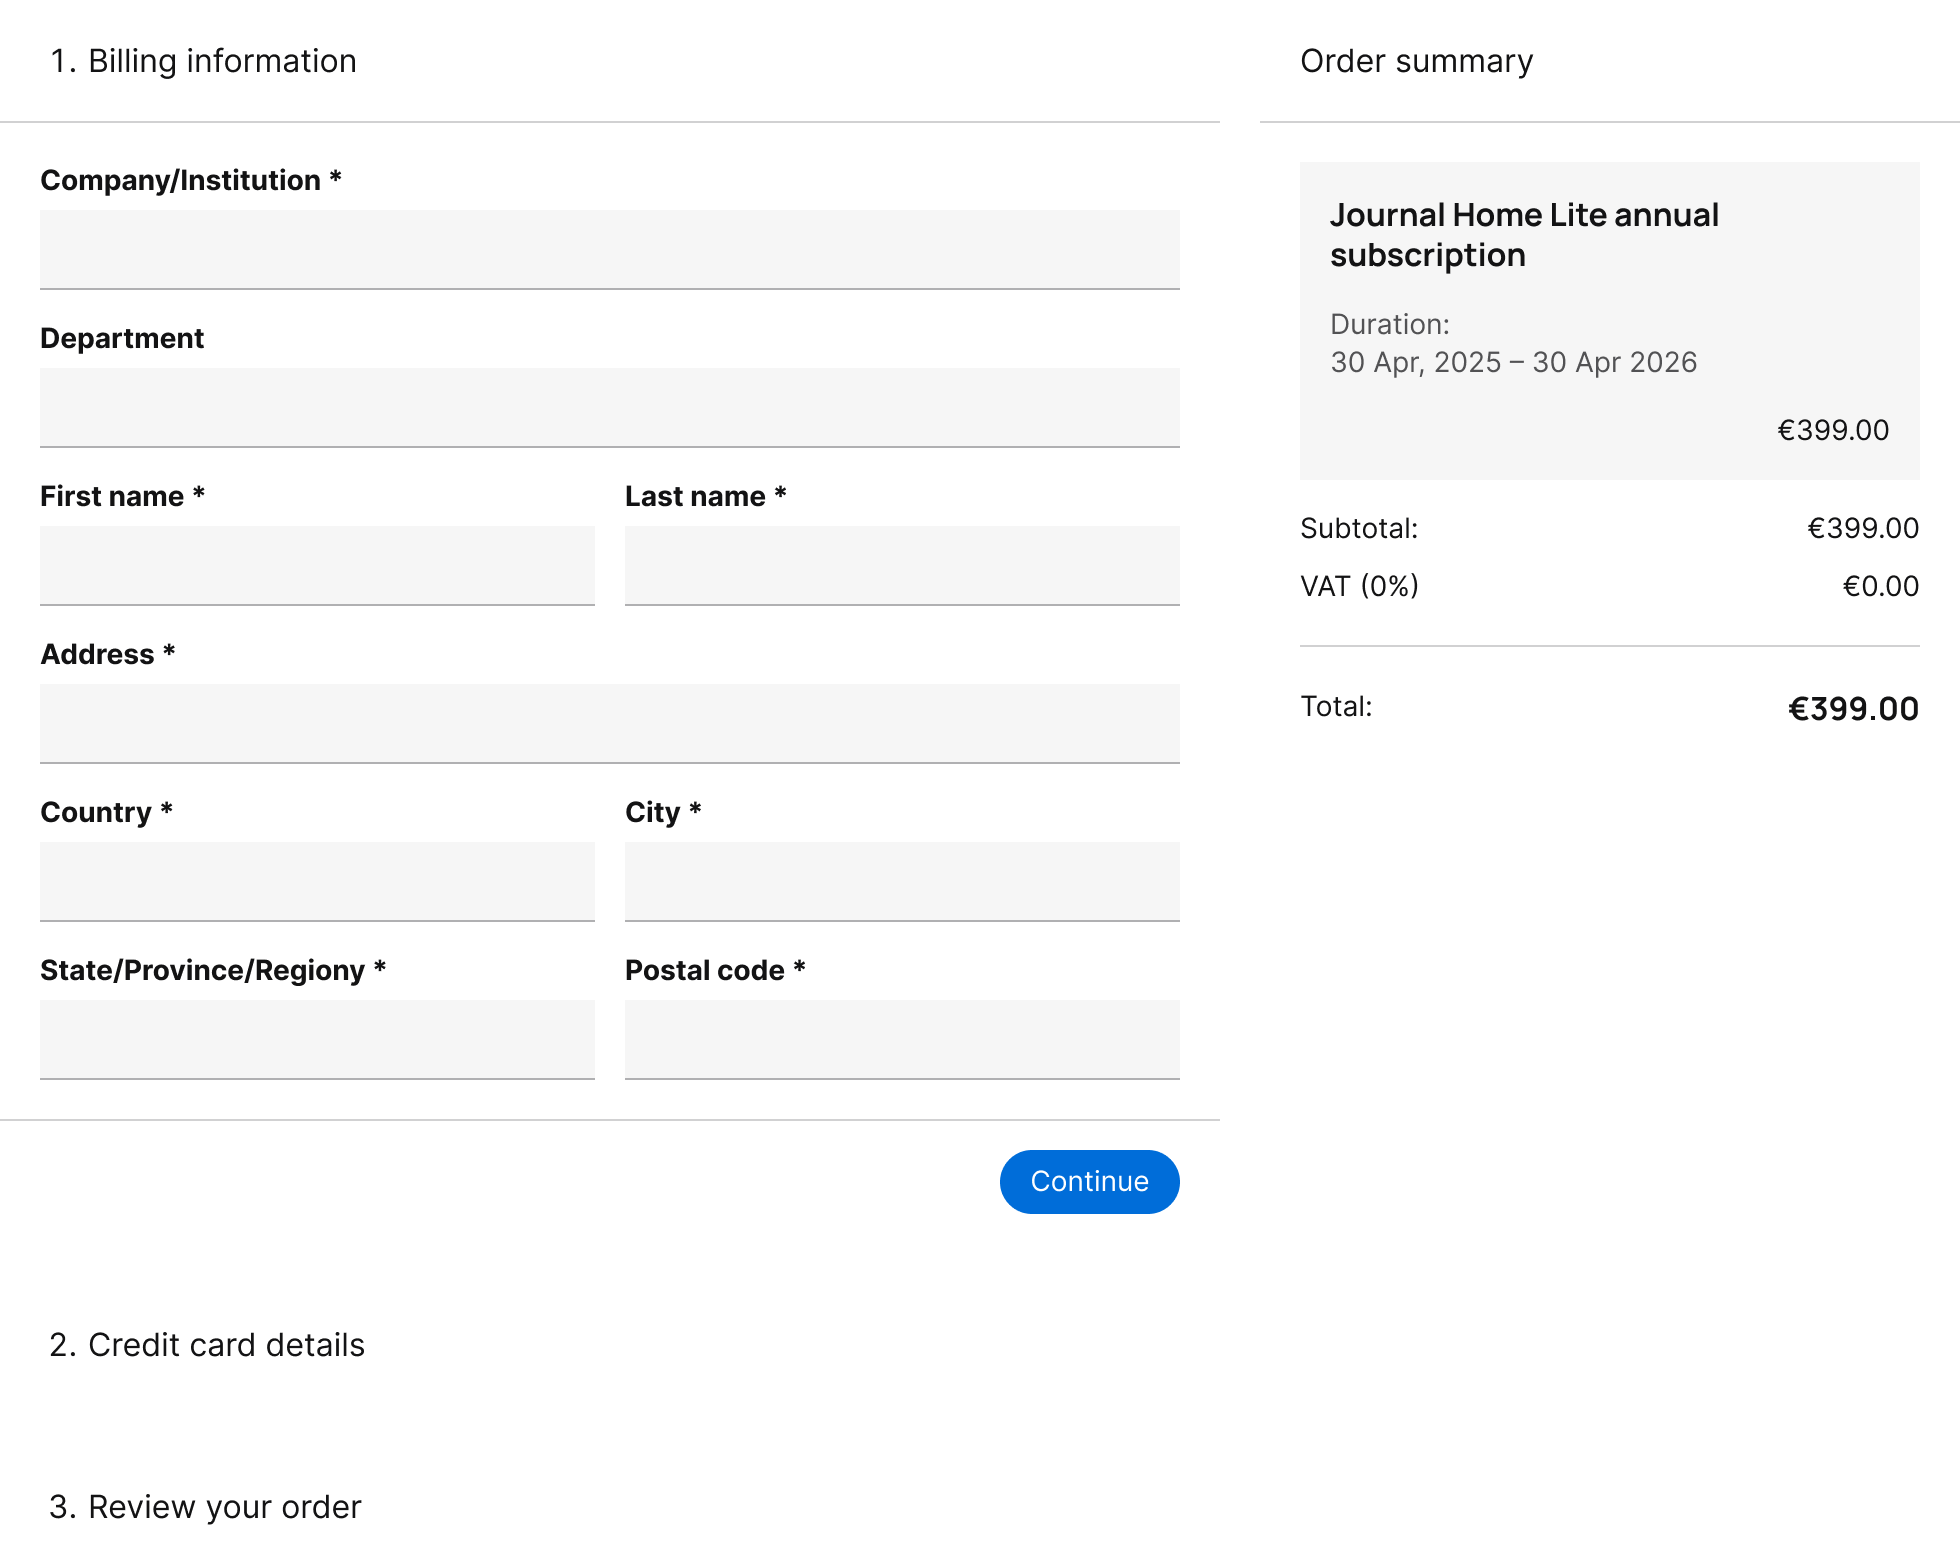 1. Billing information
Company/Institution *
Department
First name *
Last name *
Address *
Country *
City *
State/Province/Regiony *
Postal code *
Continue
2. Credit card details
3. Review your order
Order summary
Journal Home Lite annual
subscription
Duration:
30 Apr, 2025 – 30 Apr 2026
€399.00
Subtotal: €399.00
VAT (0%) €0.00
Total: €399.00